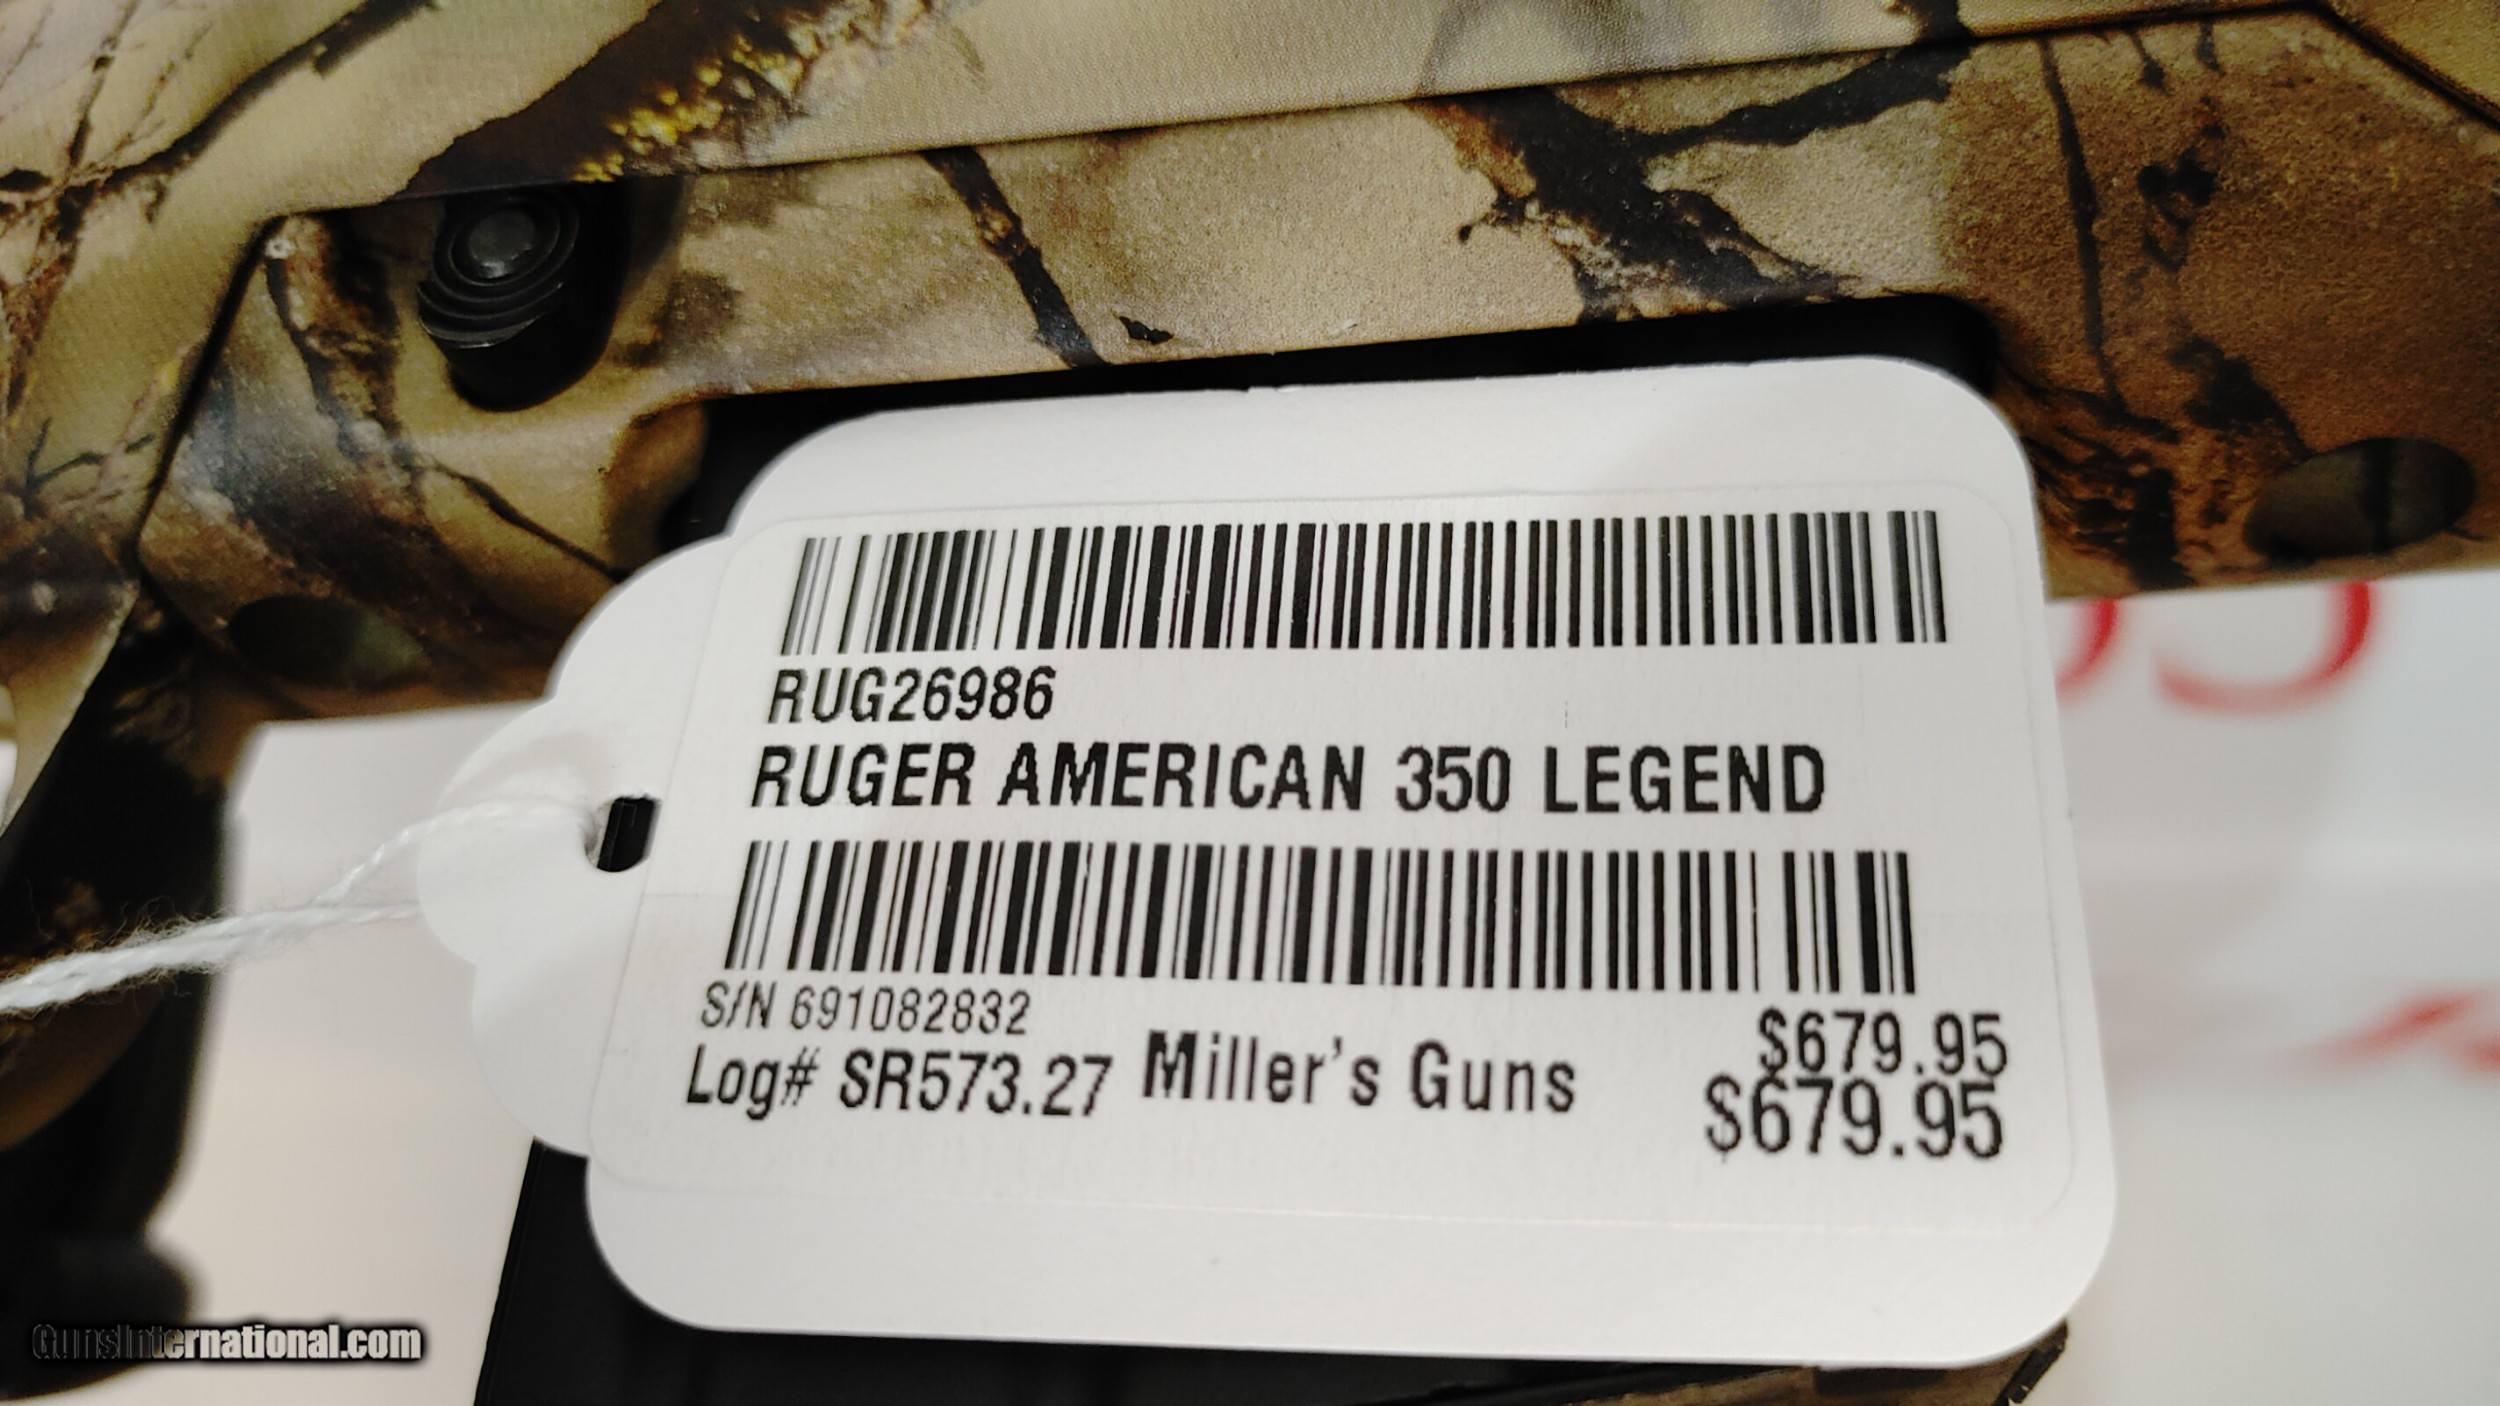 RUG26986
RUGER AMERICAN 350 LEGEND
S/N 691082832
$679.95
Log# SR573.27 Miller's Guns
$679.95
GunsInternational.com